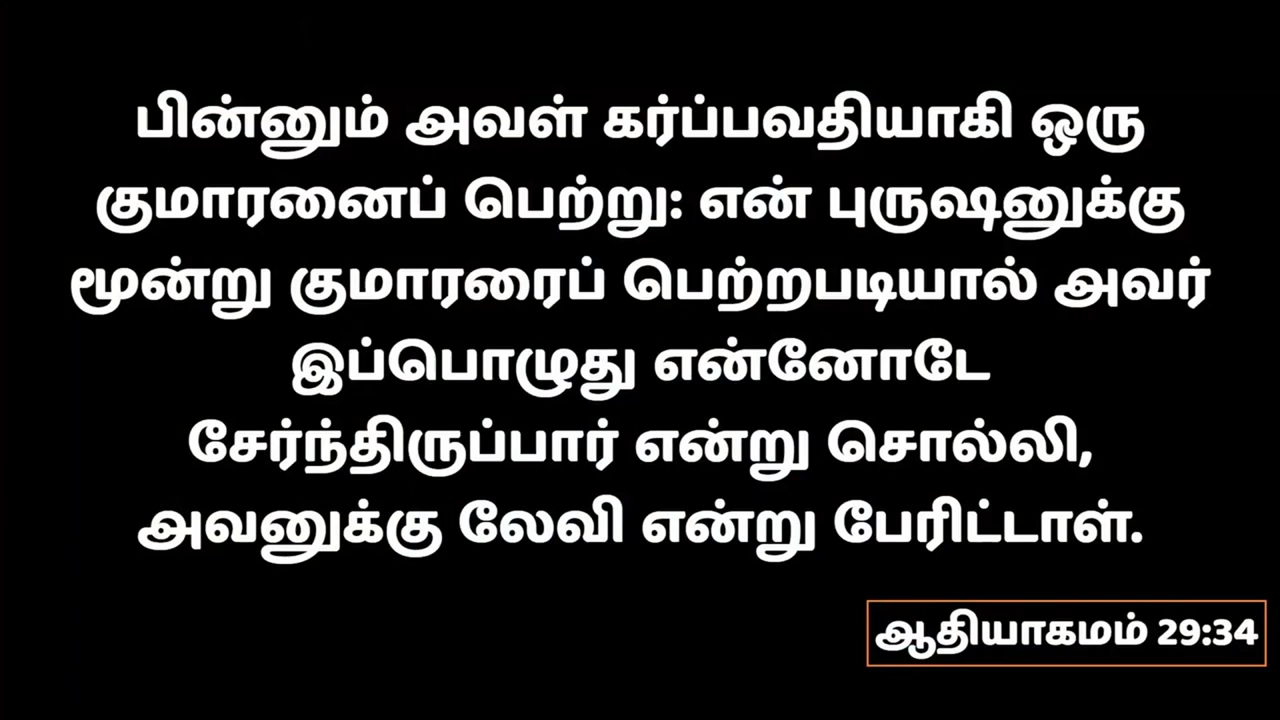 பின்னும் அவள் கர்ப்பவதியாகி ஒரு
குமாரனைப் பெற்று: என் புருஷனுக்கு
மூன்று குமாரரைப் பெற்றபடியால் அவர்
இப்பொழுது என்னோடே
சேர்ந்திருப்பார் என்று சொல்லி,
அவனுக்கு லேவி என்று பேரிட்டாள்.
ஆதியாகமம் 29:34